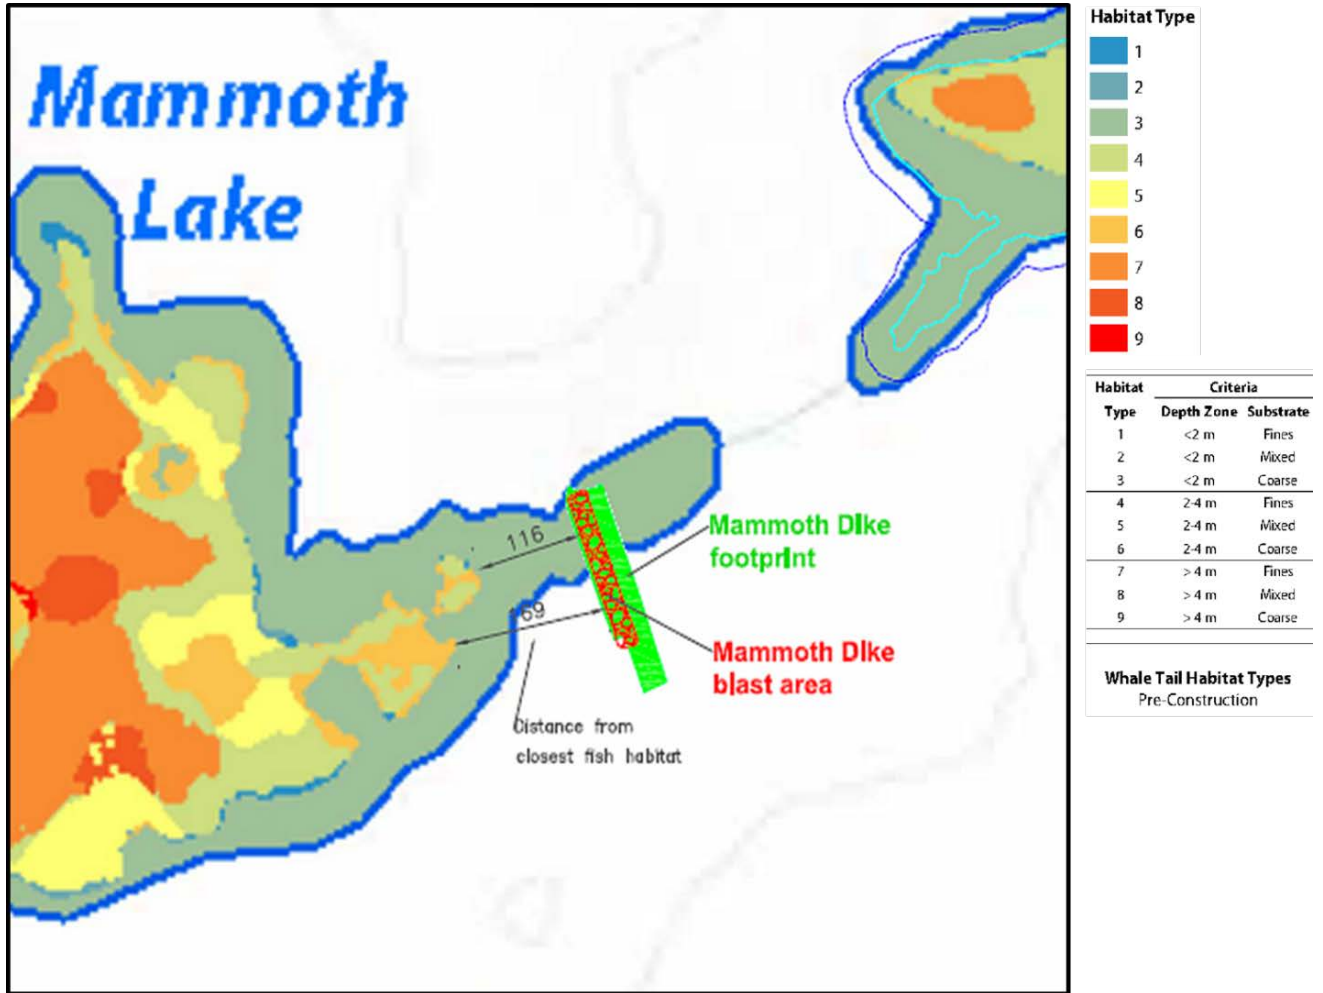 Mammoth
Lake
116
169
Mammoth Dike
footprint
Mammoth Dike
blast area
Distance from
closest fish habitat
Habitat Type
1
2
3
4
5
6
7
8
9
Habitat Criteria
Type Depth Zone Substrate
1 <2 m Fines
2 <2 m Mixed
3 <2 m Coarse
4 2-4 m Fines
5 2-4 m Mixed
6 2-4 m Coarse
7 > 4 m Fines
8 > 4 m Mixed
9 > 4 m Coarse
Whale Tail Habitat Types
Pre-Construction